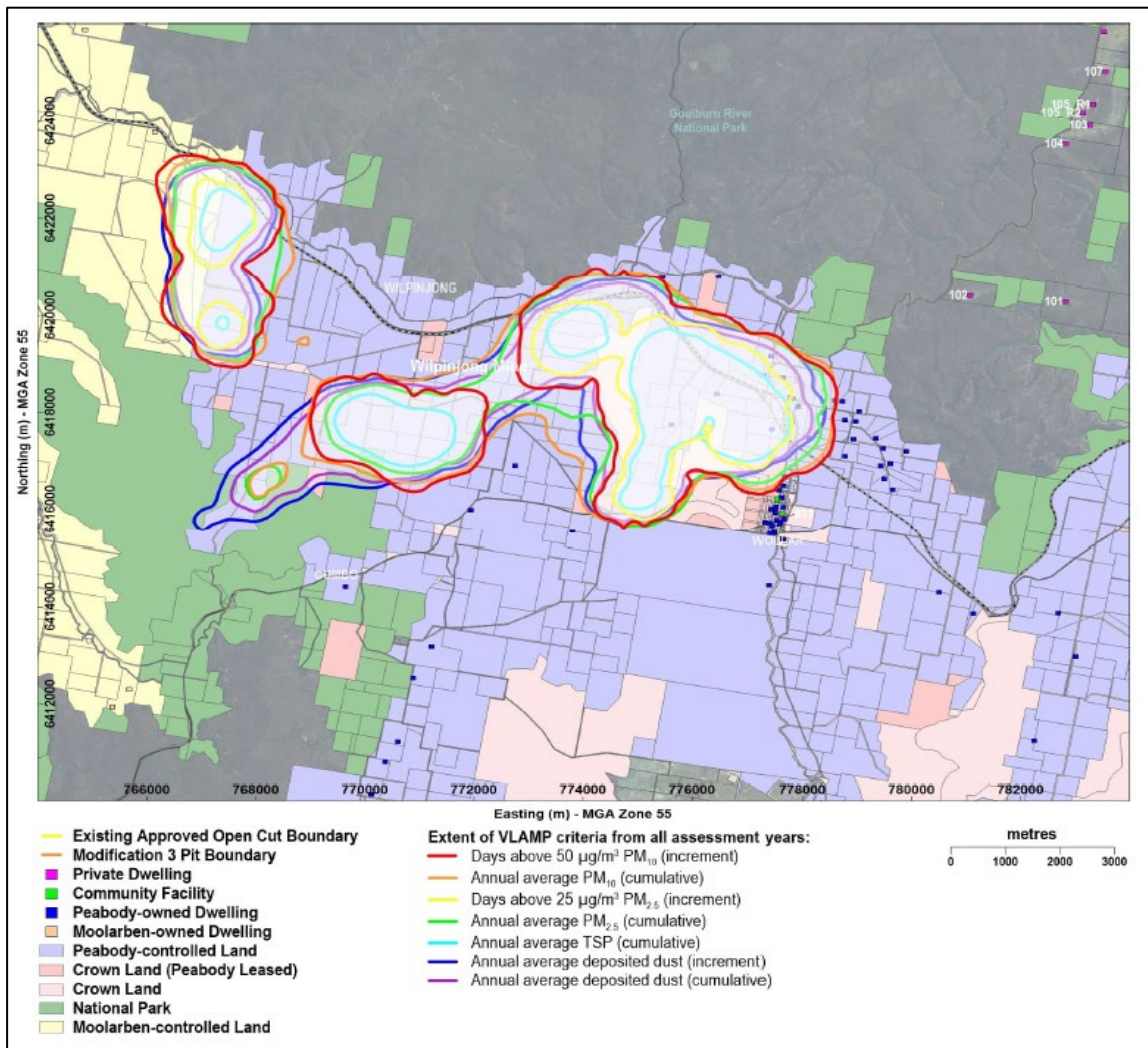 107
105_R1
105_R2
103
104
Goulburn River
National Park
102
101
WILPINJONG
Wilpinjong Mine
CUMBO
Northing (m) - MGA Zone 55
6424000
6422000
6420000
6418000
6416000
6414000
6412000
766000 768000 770000 772000 774000 776000 778000 780000 782000
Easting (m) - MGA Zone 55
Existing Approved Open Cut Boundary
Modification 3 Pit Boundary
Private Dwelling
Community Facility
Peabody-owned Dwelling
Moolarben-owned Dwelling
Peabody-controlled Land
Crown Land (Peabody Leased)
Crown Land
National Park
Moolarben-controlled Land
Extent of VLAMP criteria from all assessment years:
Days above 50 µg/m³ PM₁₀ (increment)
Annual average PM₁₀ (cumulative)
Days above 25 µg/m³ PM₂.₅ (increment)
Annual average PM₂.₅ (cumulative)
Annual average TSP (cumulative)
Annual average deposited dust (increment)
Annual average deposited dust (cumulative)
metres
0 1000 2000 3000